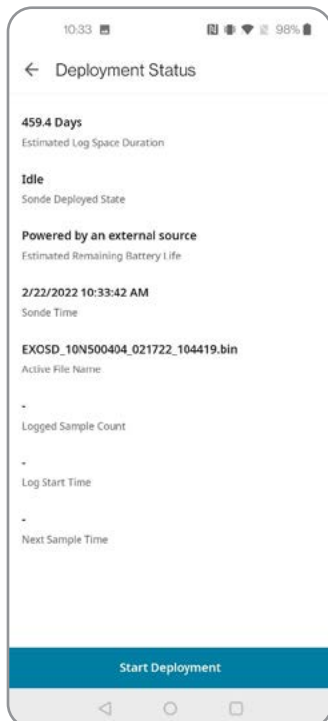 10:33 98%
Deployment Status
459.4 Days
Estimated Log Space Duration
Idle
Sonde Deployed State
Powered by an external source
Estimated Remaining Battery Life
2/22/2022 10:33:42 AM
Sonde Time
EXOSD_10N500404_021722_104419.bin
Active File Name
-
Logged Sample Count
-
Log Start Time
-
Next Sample Time
Start Deployment